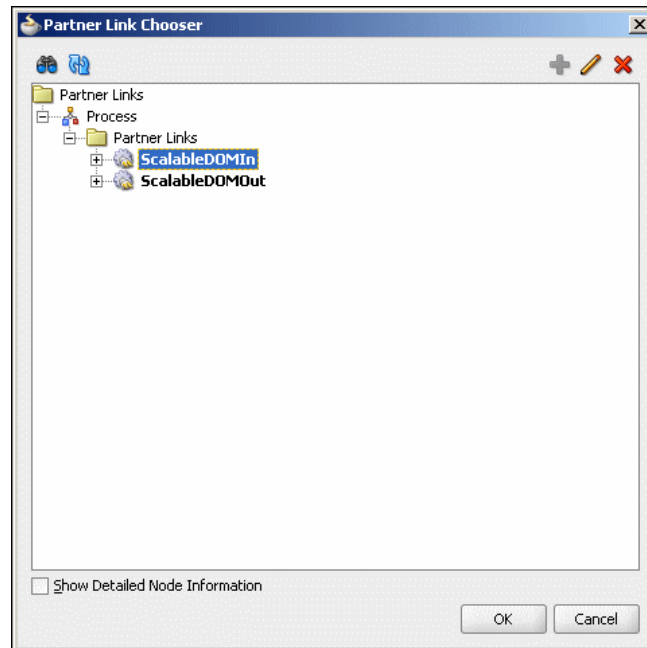 Partner Link Chooser
Partner Links
Process
Partner Links
ScalableDOMIn
ScalableDOMOut
Show Detailed Node Information
OK Cancel